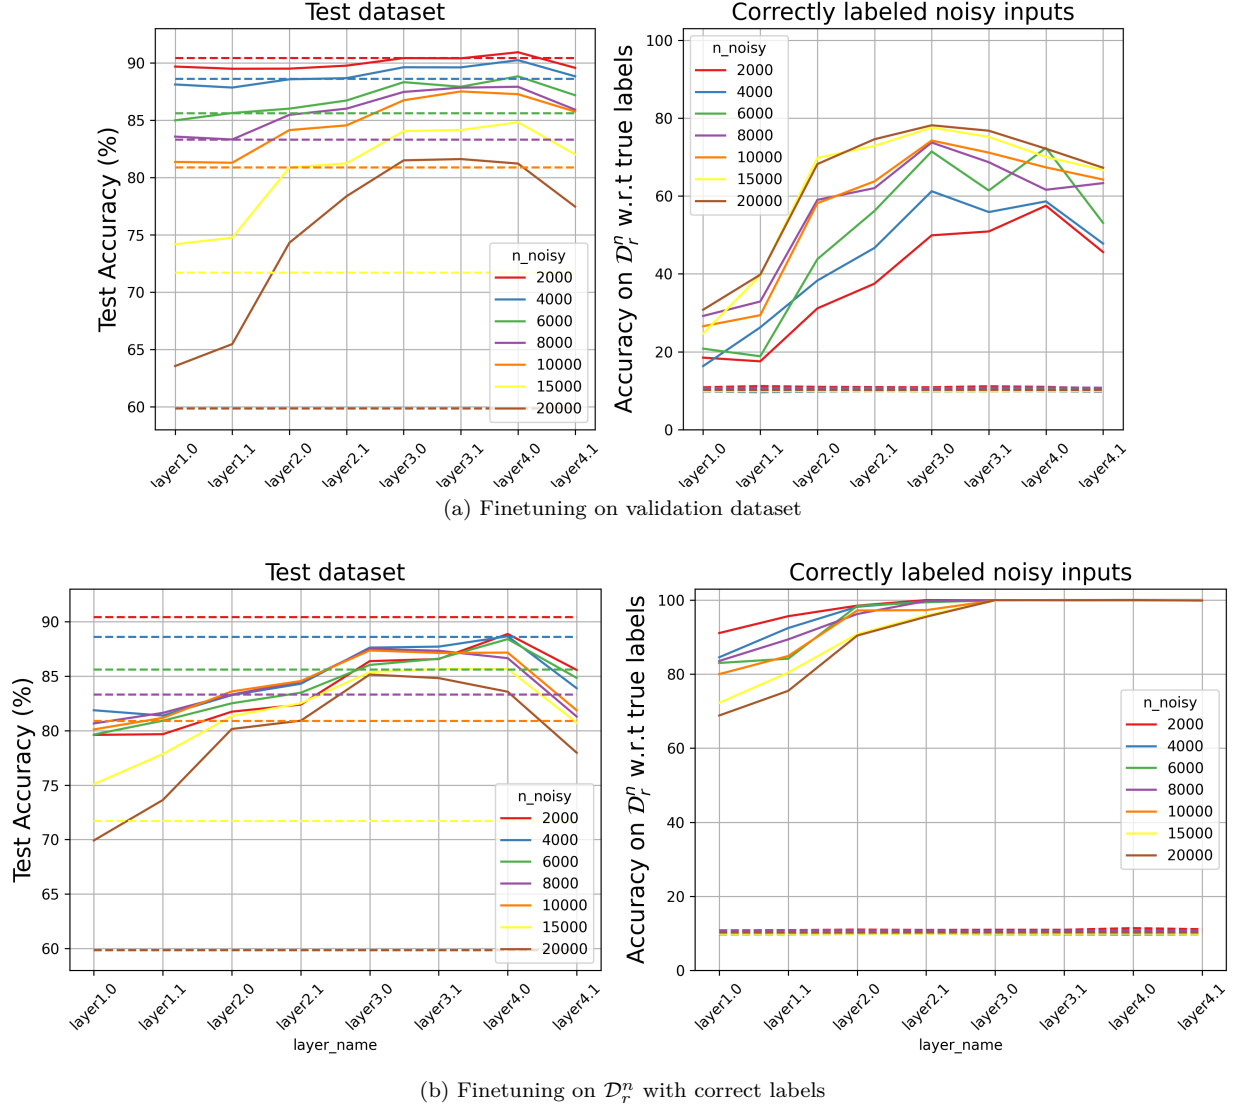 Test dataset
Test Accuracy (%)
90
85
80
75
70
65
60
n_noisy
2000
4000
6000
8000
10000
15000
20000
layer1.0
layer1.1
layer2.0
layer2.1
layer3.0
layer3.1
layer4.0
layer4.1
Correctly labeled noisy inputs
Accuracy on 𝒟ᵣⁿ w.r.t true labels
100
80
60
40
20
0
n_noisy
2000
4000
6000
8000
10000
15000
20000
layer1.0
layer1.1
layer2.0
layer2.1
layer3.0
layer3.1
layer4.0
layer4.1
(a) Finetuning on validation dataset
Test dataset
Test Accuracy (%)
90
85
80
75
70
65
60
n_noisy
2000
4000
6000
8000
10000
15000
20000
layer1.0
layer1.1
layer2.0
layer2.1
layer3.0
layer3.1
layer4.0
layer4.1
layer_name
Correctly labeled noisy inputs
Accuracy on 𝒟ᵣⁿ w.r.t true labels
100
80
60
40
20
0
n_noisy
2000
4000
6000
8000
10000
15000
20000
layer1.0
layer1.1
layer2.0
layer2.1
layer3.0
layer3.1
layer4.0
layer4.1
layer_name
(b) Finetuning on 𝒟ᵣⁿ with correct labels